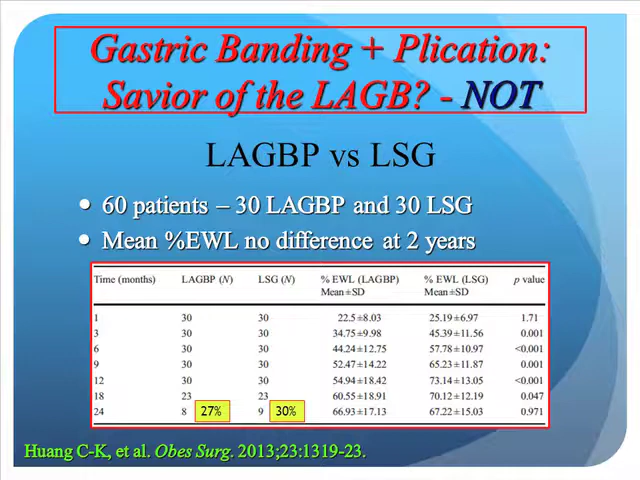 Gastric Banding + Plication:
Savior of the LAGB? - NOT
LAGBP vs LSG
• 60 patients – 30 LAGBP and 30 LSG
• Mean %EWL no difference at 2 years
Time (months) LAGBP (N) LSG (N) % EWL (LAGBP) % EWL (LSG) p value
Mean±SD Mean±SD
1 30 30 22.5±8.03 25.19±6.97 1.71
3 30 30 34.75±9.98 45.39±11.56 0.001
6 30 30 44.24±12.75 57.78±10.97 <0.001
9 30 30 52.47±14.22 65.23±11.87 0.001
12 30 30 54.94±18.42 73.14±13.05 <0.001
18 23 23 60.55±18.91 70.12±12.19 0.047
24 8 27% 9 30% 66.93±17.13 67.22±15.03 0.971
Huang C-K, et al. Obes Surg. 2013;23:1319-23.